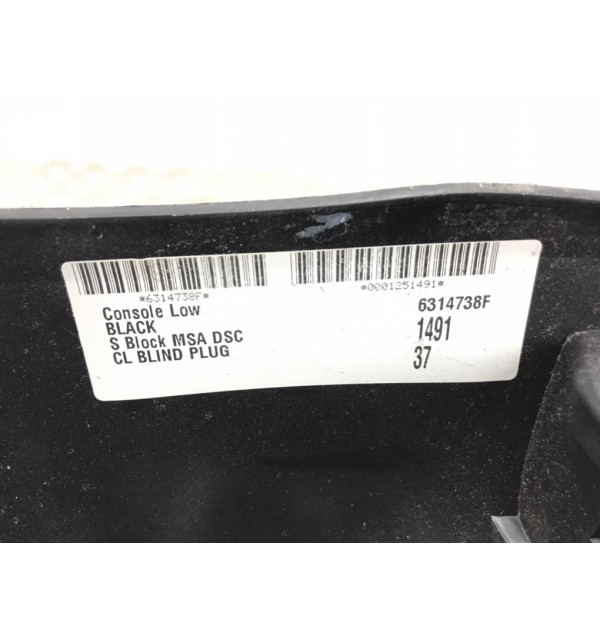 *6314738F* *0001251491*
Console Low 6314738F
BLACK 1491
S Block MSA DSC 37
CL BLIND PLUG